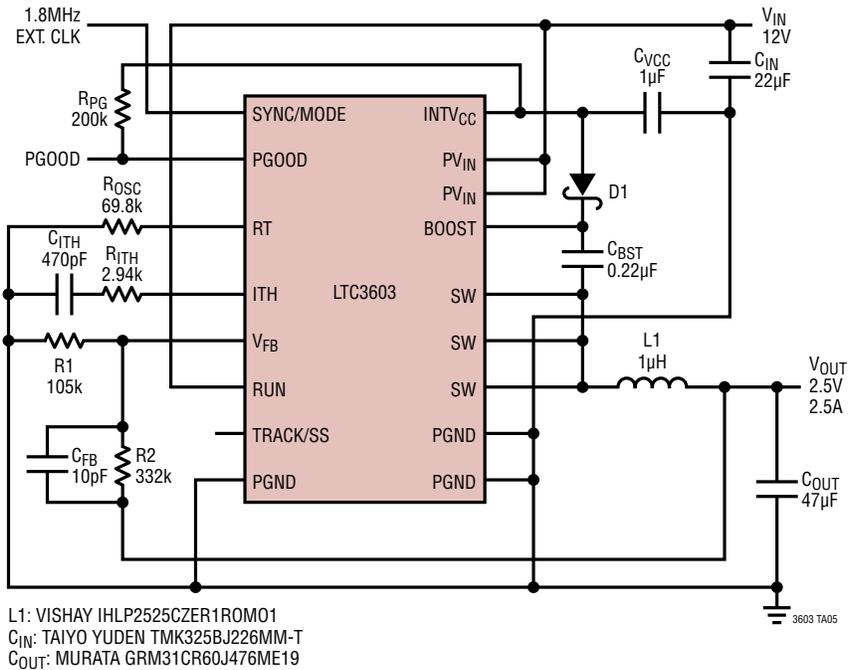 1.8MHz
EXT. CLK
VIN
12V
CVCC
1µF
CIN
22µF
RPG
200k
SYNC/MODE
INTVCC
PGOOD
PGOOD
PVIN
PVIN
D1
ROSC
69.8k
RT
BOOST
CITH
470pF
RITH
2.94k
CBST
0.22µF
ITH
LTC3603
SW
R1
105k
VFB
SW
L1
1µH
RUN
SW
VOUT
2.5V
2.5A
TRACK/SS
PGND
CFB
10pF
R2
332k
PGND
PGND
COUT
47µF
3603 TA05
L1: VISHAY IHLP2525CZER1ROMO1
CIN: TAIYO YUDEN TMK325BJ226MM-T
COUT: MURATA GRM31CR60J476ME19